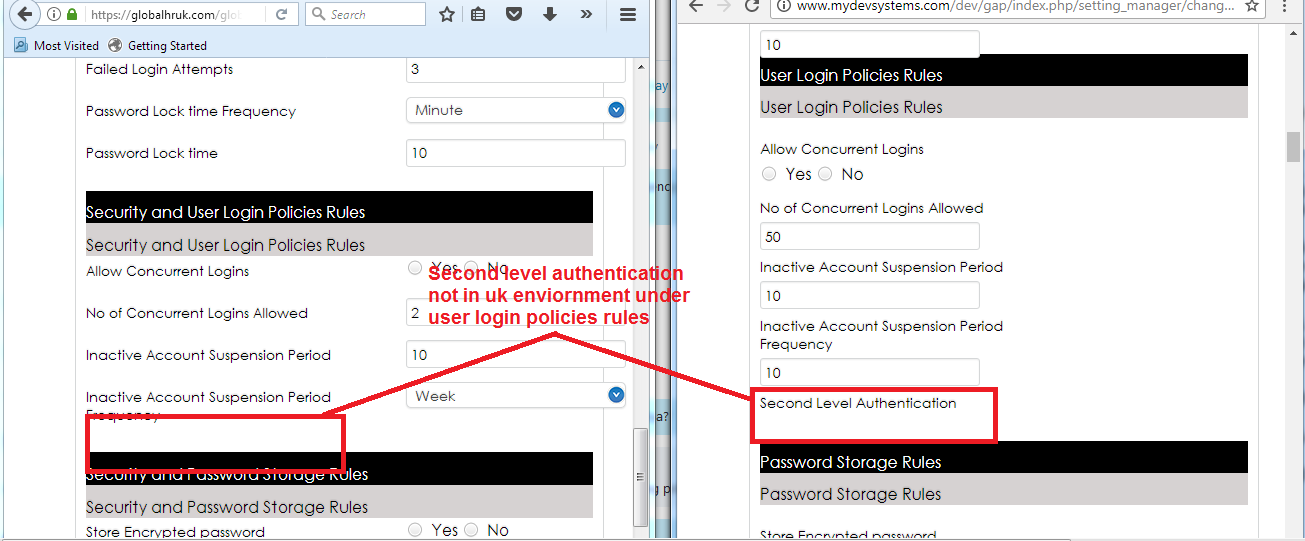 https://globalhruk.com/glo
Search
Most Visited
Getting Started
Failed Login Attempts
3
Password Lock time Frequency
Minute
Password Lock time
10
Security and User Login Policies Rules
Security and User Login Policies Rules
Allow Concurrent Logins
Yes No
No of Concurrent Logins Allowed
2
Inactive Account Suspension Period
10
Inactive Account Suspension Period
Frequency
Week
Security and Password Storage Rules
Security and Password Storage Rules
Store Encrypted password
Yes No
Second level authentication
not in uk enviornment under
user login policies rules
www.mydevsystems.com/dev/gap/index.php/setting_manager/chang...
10
User Login Policies Rules
User Login Policies Rules
Allow Concurrent Logins
Yes No
No of Concurrent Logins Allowed
50
Inactive Account Suspension Period
10
Inactive Account Suspension Period
Frequency
10
Second Level Authentication
Password Storage Rules
Password Storage Rules
Store Encrypted password